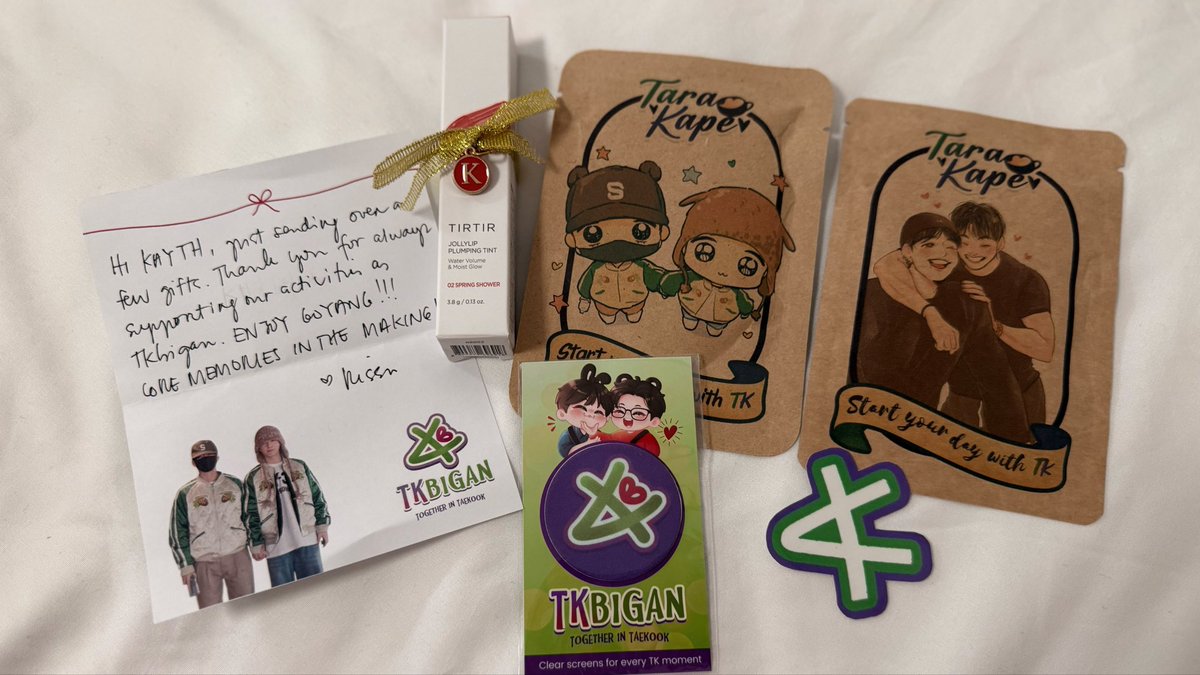 Hi KAYTH, just sending over a
few gifts. Thank you for always
supporting our activities as
Tkbigan. ENJOY GOYANG!!!
CORE MEMORIES IN THE MAKING!
TKBIGAN
TOGETHER IN TAEKOOK
K
TIRTIR
JOLLYLIP
PLUMPING TINT
Water Volume
& Moist Glow
02 SPRING SHOWER
3.8 g / 0.13 oz.
Tara
Kape
S
Start
with TK
Tara
Kape
Start your day with TK
TKBIGAN
TOGETHER IN TAEKOOK
Clear screens for every TK moment